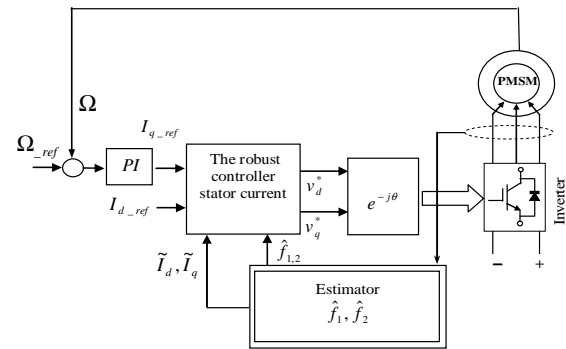 PMSM
Ω
Ω_ref
I_q_ref
PI
I_d_ref
The robust
controller
stator current
v_d^*
v_q^*
e^{-jθ}
Inverter
− +
Ĩ_d, Ĩ_q
f̂_{1,2}
Estimator
f̂_1, f̂_2